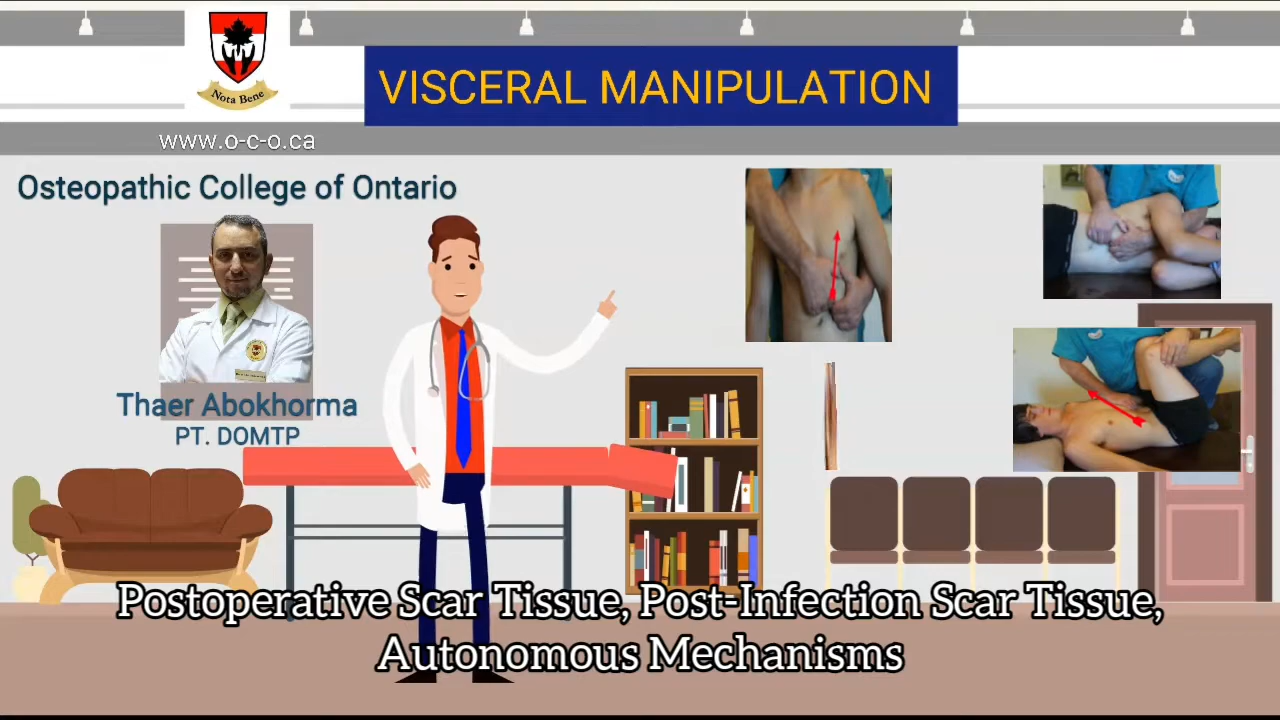 VISCERAL MANIPULATION
Nota Bene
www.o-c-o.ca
Osteopathic College of Ontario
Thaer Abokhorma
PT. DOMTP
Postoperative Scar Tissue, Post-Infection Scar Tissue,
Autonomous Mechanisms